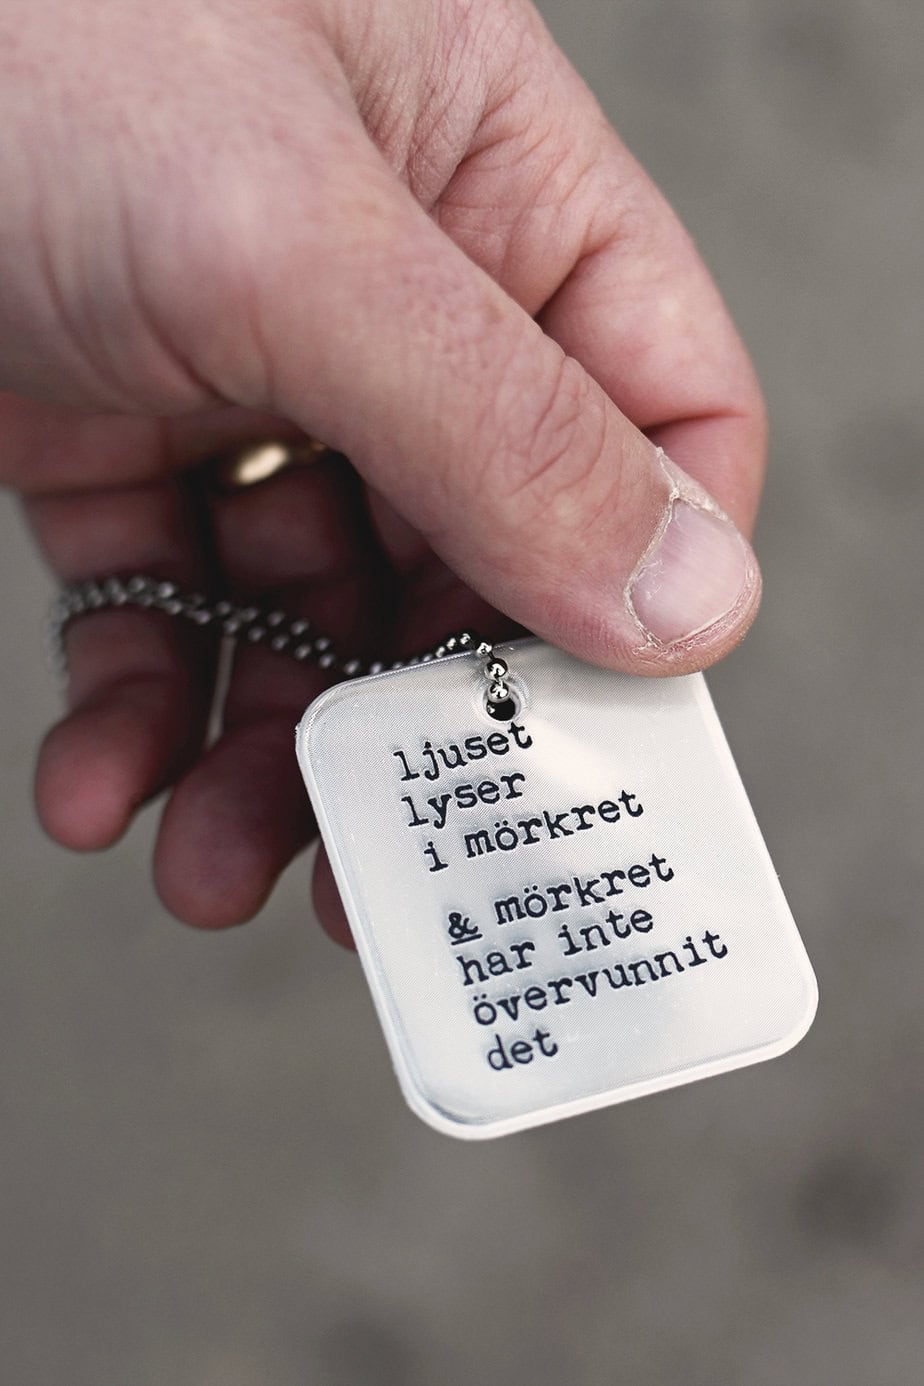 ljuset
lyser
i mörkret
& mörkret
har inte
övervunnit
det